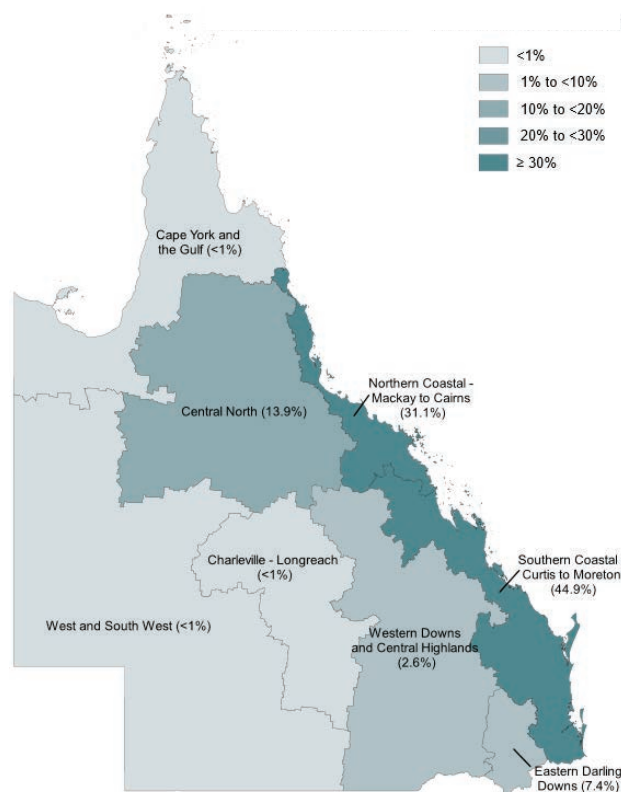 <1%
1% to <10%
10% to <20%
20% to <30%
≥ 30%
Cape York and
the Gulf (<1%)
Northern Coastal -
Mackay to Cairns
(31.1%)
Central North (13.9%)
Charleville - Longreach
(<1%)
Southern Coastal
Curtis to Moreton
(44.9%)
West and South West (<1%)
Western Downs
and Central Highlands
(2.6%)
Eastern Darling
Downs (7.4%)